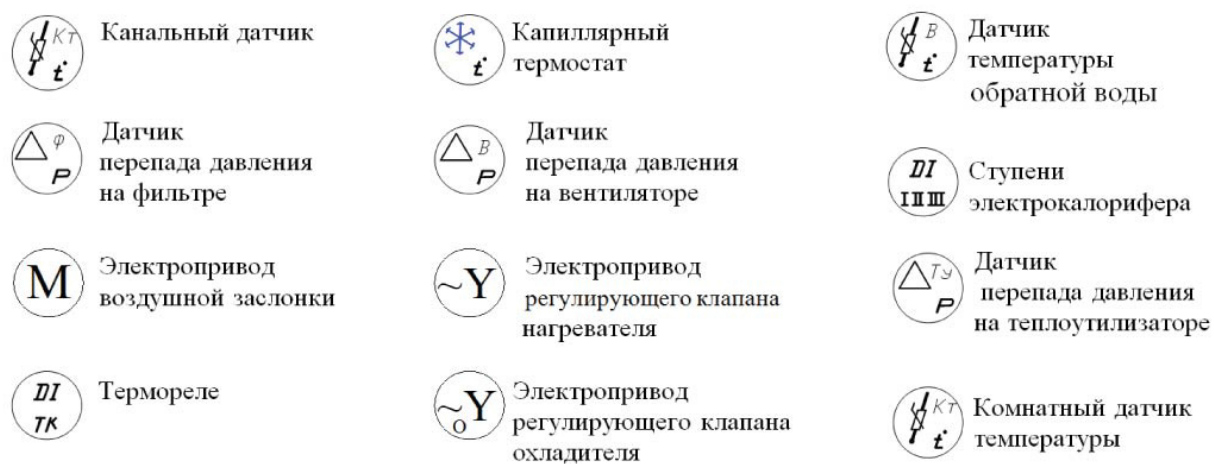 Кт
t
Канальный датчик
t
Капиллярный
термостат
В
t
Датчик
температуры
обратной воды
Ф
P
Датчик
перепада давления
на фильтре
В
P
Датчик
перепада давления
на вентиляторе
DI
I II III
Ступени
электрокалорифера
M
Электропривод
воздушной заслонки
~Y
Электропривод
регулирующего клапана
нагревателя
ТУ
P
Датчик
перепада давления
на теплоутилизаторе
DI
TK
Термореле
~Y
о
Электропривод
регулирующего клапана
охладителя
Кт
t
Комнатный датчик
температуры